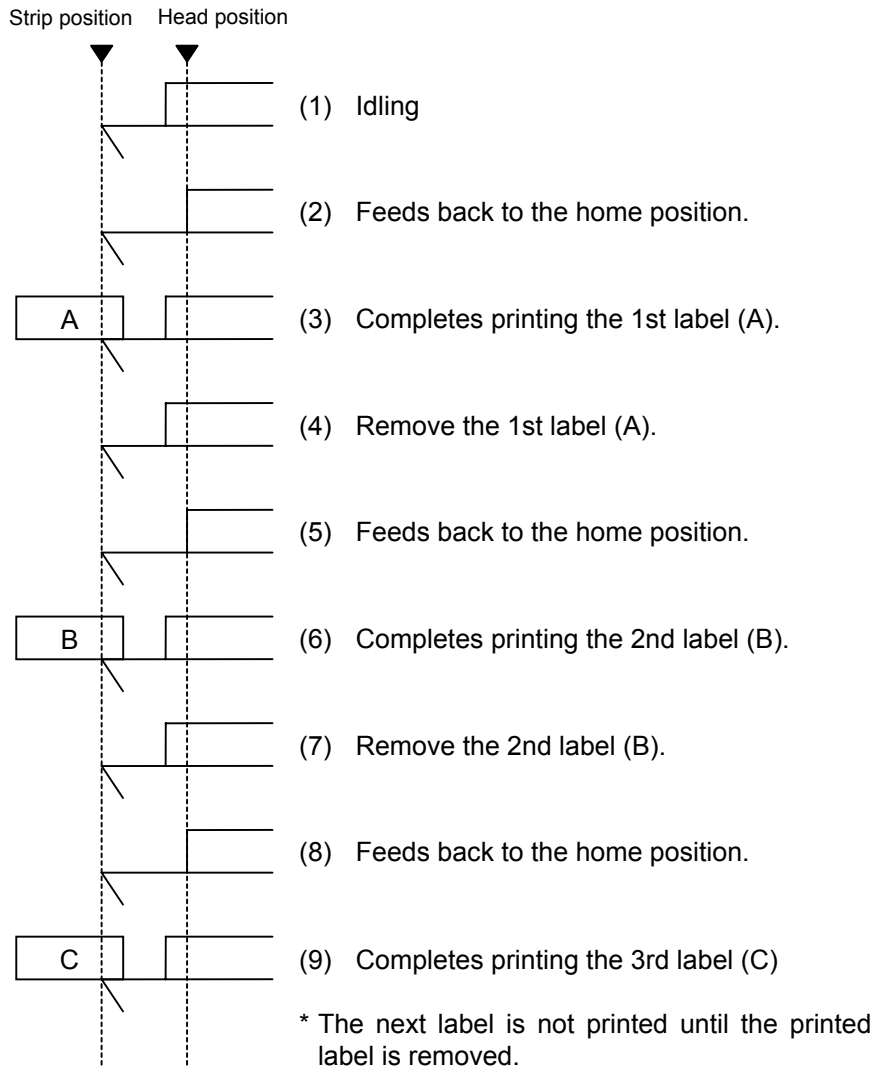 Strip position Head position
(1) Idling
(2) Feeds back to the home position.
A
(3) Completes printing the 1st label (A).
(4) Remove the 1st label (A).
(5) Feeds back to the home position.
B
(6) Completes printing the 2nd label (B).
(7) Remove the 2nd label (B).
(8) Feeds back to the home position.
C
(9) Completes printing the 3rd label (C)
* The next label is not printed until the printed
label is removed.